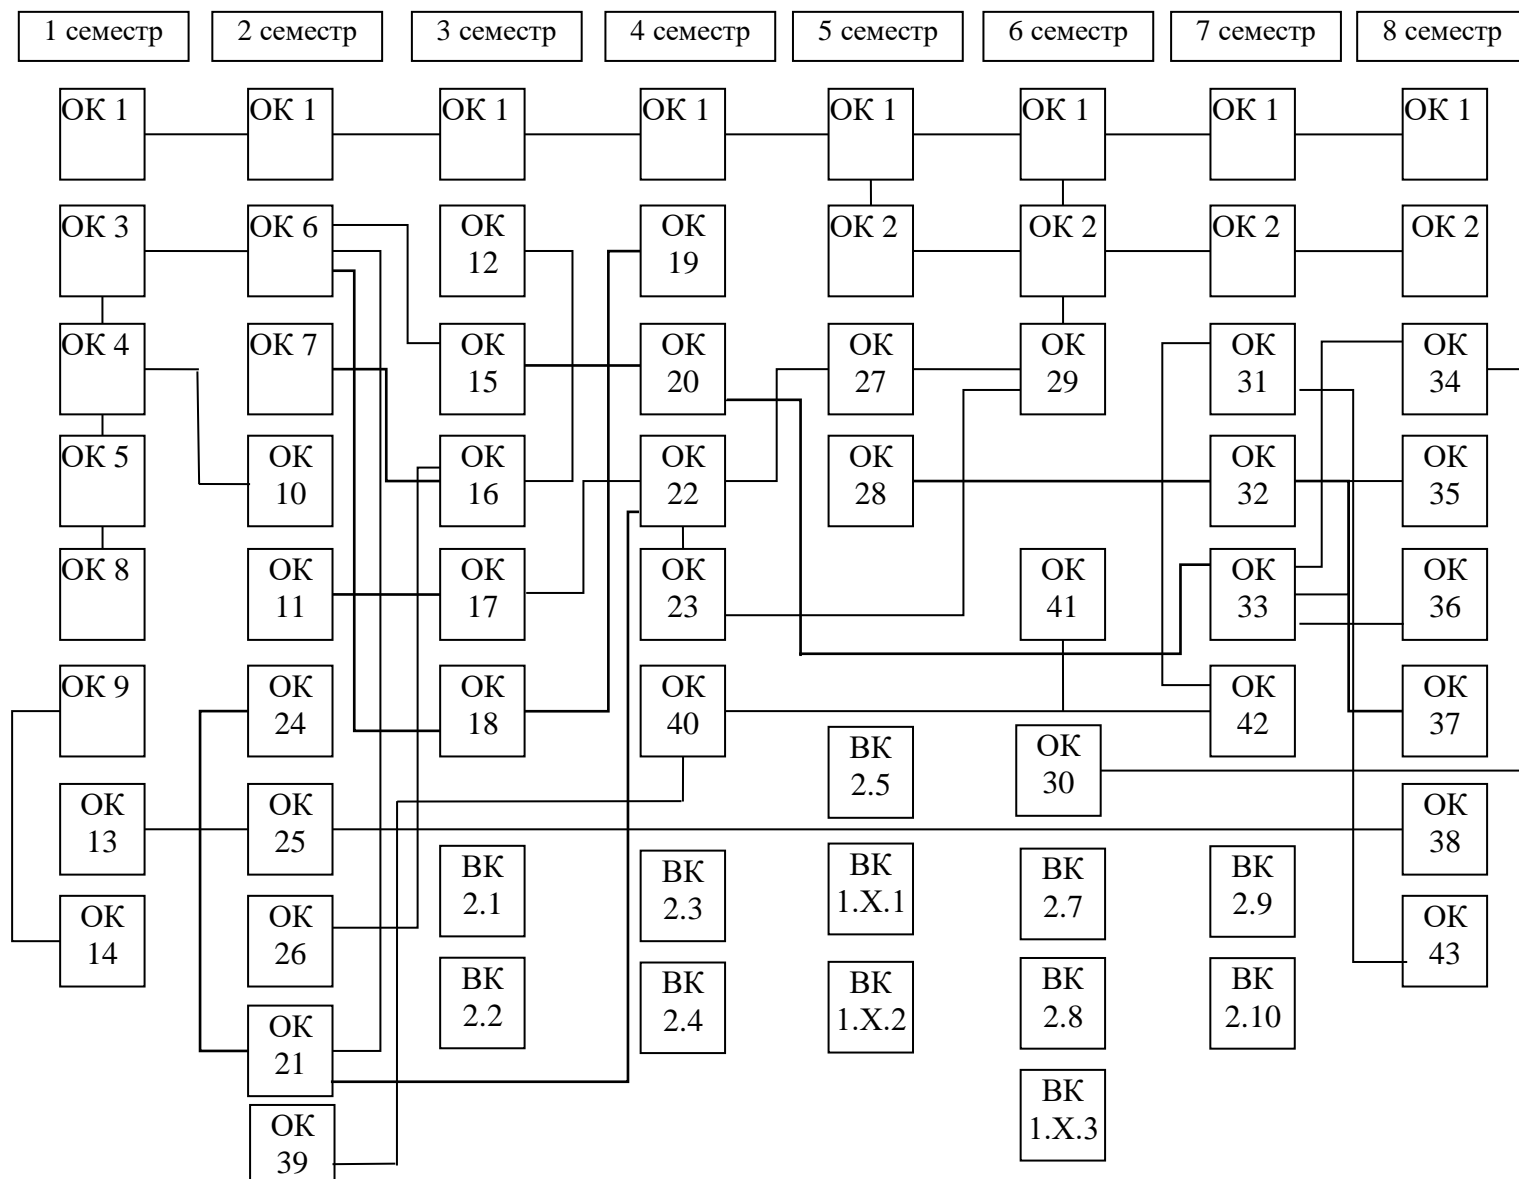 1 семестр
2 семестр
3 семестр
4 семестр
5 семестр
6 семестр
7 семестр
8 семестр
ОК 1
ОК 1
ОК 1
ОК 1
ОК 1
ОК 1
ОК 1
ОК 1
ОК 3
ОК 6
ОК
12
ОК
19
ОК 2
ОК 2
ОК 2
ОК 2
ОК 4
ОК 7
ОК
15
ОК
20
ОК
27
ОК
29
ОК
31
ОК
34
ОК 5
ОК
10
ОК
16
ОК
22
ОК
28
ОК
32
ОК
35
ОК 8
ОК
11
ОК
17
ОК
23
ОК
41
ОК
33
ОК
36
ОК 9
ОК
24
ОК
18
ОК
40
ВК
2.5
ОК
30
ОК
42
ОК
37
ОК
13
ОК
25
ОК
38
ВК
2.1
ВК
2.3
ВК
1.Х.1
ВК
2.7
ВК
2.9
ОК
14
ОК
26
ОК
43
ВК
2.2
ВК
2.4
ВК
1.Х.2
ВК
2.8
ВК
2.10
ОК
21
ВК
1.Х.3
ОК
39